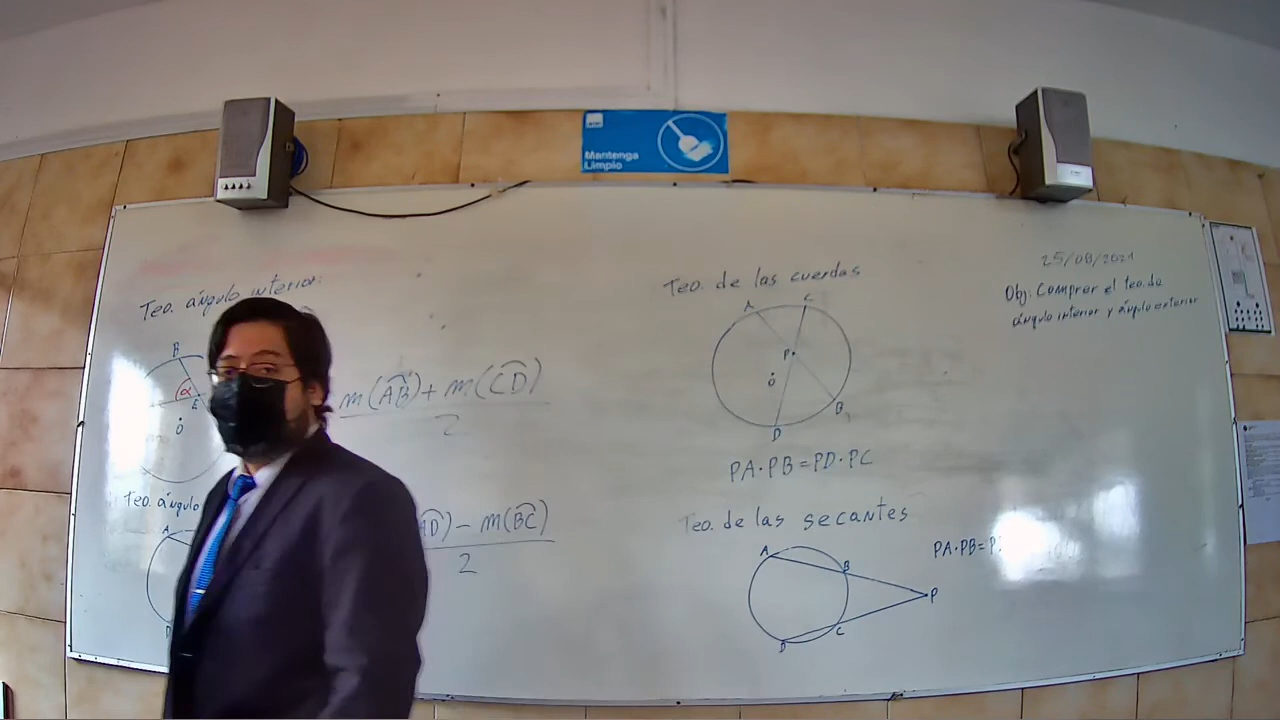 Mantenga
Limpio
25/08/2021
Obj: Comprar el teo. de
ángulo interior y ángulo exterior
Teo. ángulo interior:
B
α
E
O
m(AB)+ m(CD)
2
Teo. ángulo
A
D
AD) - m(BC)
2
Teo. de las cuerdas
A C
P
O
B
D
PA·PB=PD·PC
Teo. de las secantes
A
B
P
C
D
PA·PB=P